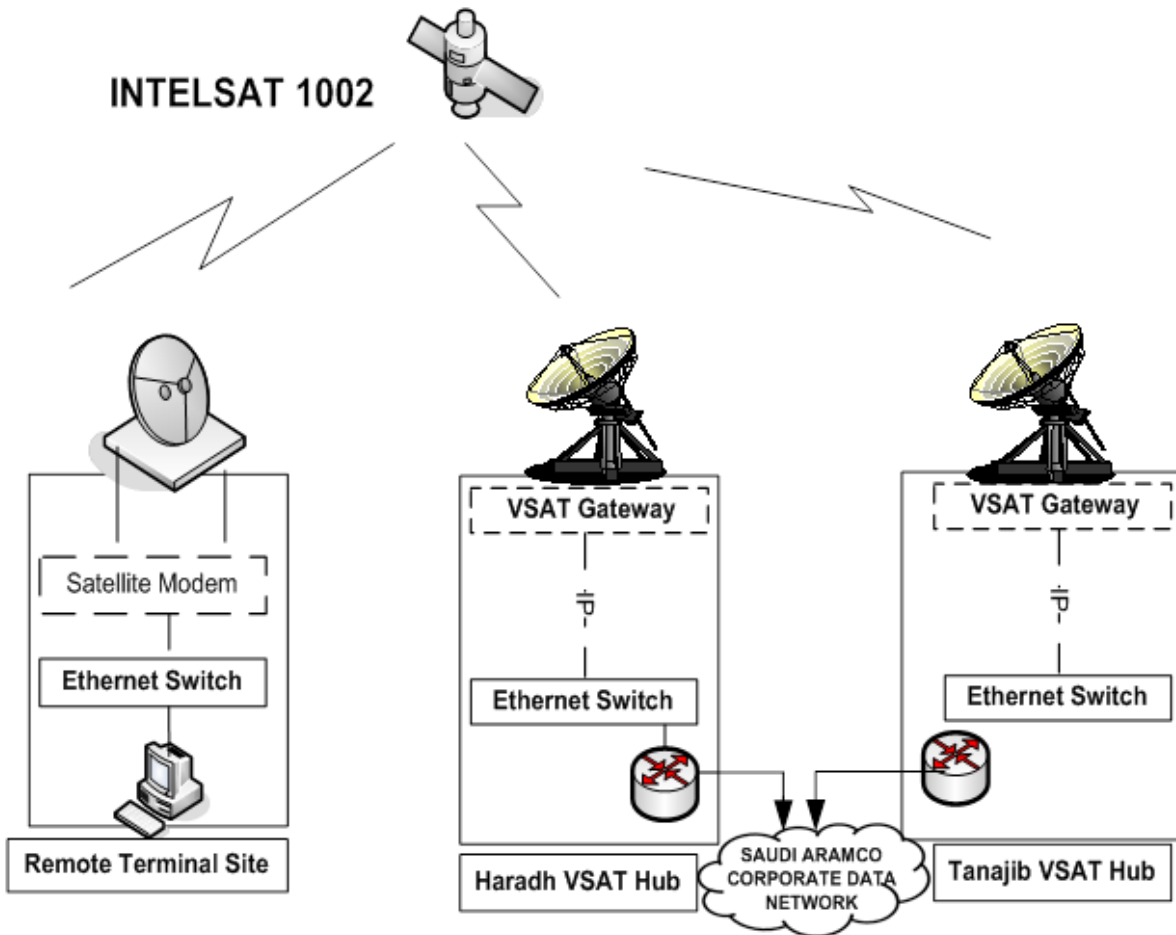 INTELSAT 1002
VSAT Gateway
VSAT Gateway
Satellite Modem
-IP-
-IP-
Ethernet Switch
Ethernet Switch
Ethernet Switch
Remote Terminal Site
Haradh VSAT Hub
SAUDI ARAMCO
CORPORATE DATA
NETWORK
Tanajib VSAT Hub